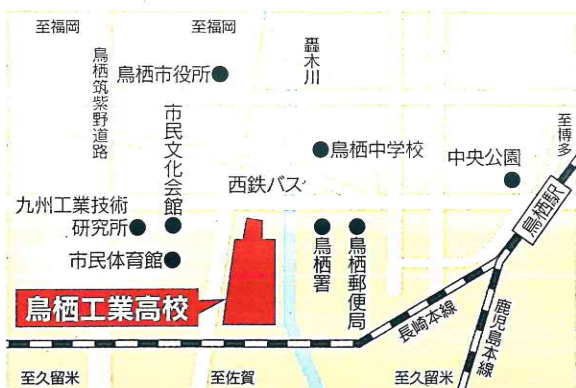 至福岡
至福岡
鳥栖筑紫野道路
鳥栖市役所
轟木川
市民文化会館
鳥栖中学校
中央公園
至博多
西鉄バス
鳥栖駅
九州工業技術
研究所
市民体育館
鳥栖署
鳥栖郵便局
鳥栖工業高校
長崎本線
鹿児島本線
至久留米
至佐賀
至久留米